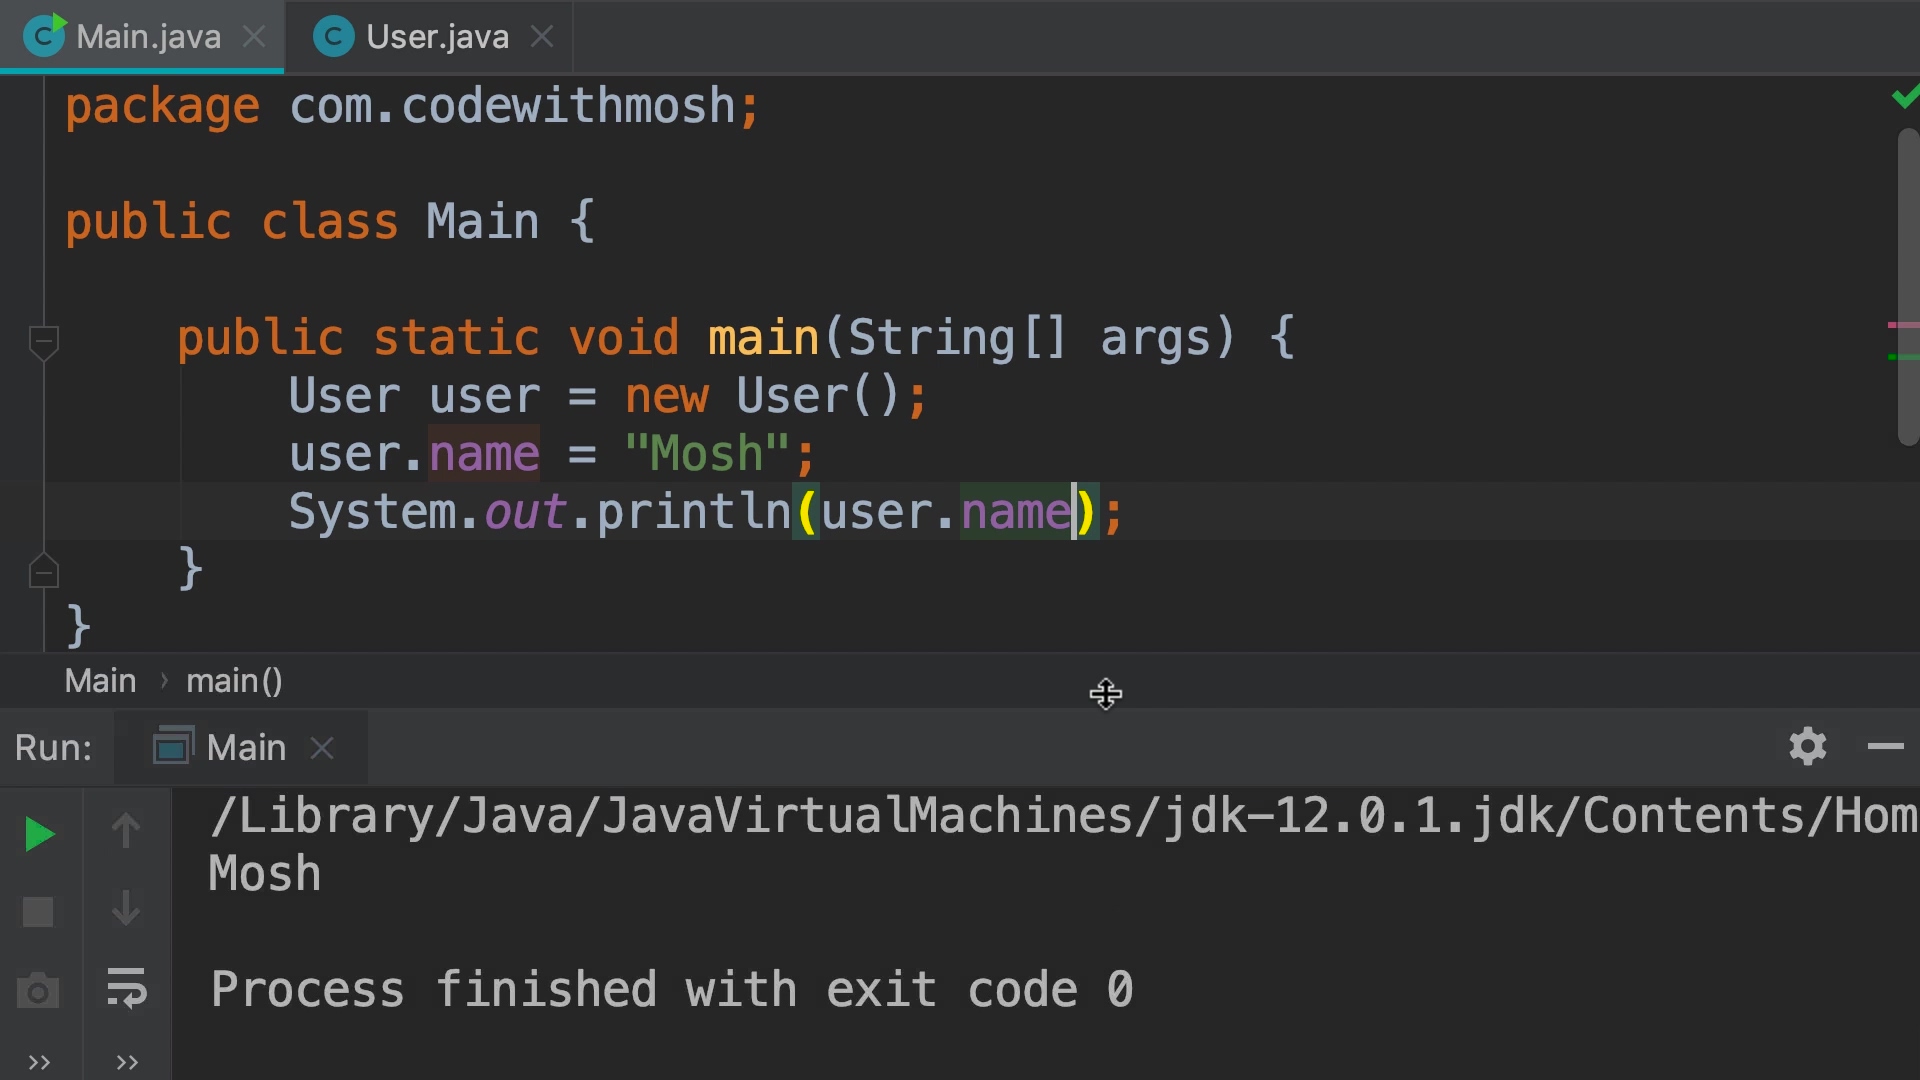 Main.java User.java
package com.codewithmosh;
public class Main {
public static void main(String[] args) {
User user = new User();
user.name = "Mosh";
System.out.println(user.name);
}
}
Main › main()
Run: Main
/Library/Java/JavaVirtualMachines/jdk-12.0.1.jdk/Contents/Hom
Mosh
Process finished with exit code 0